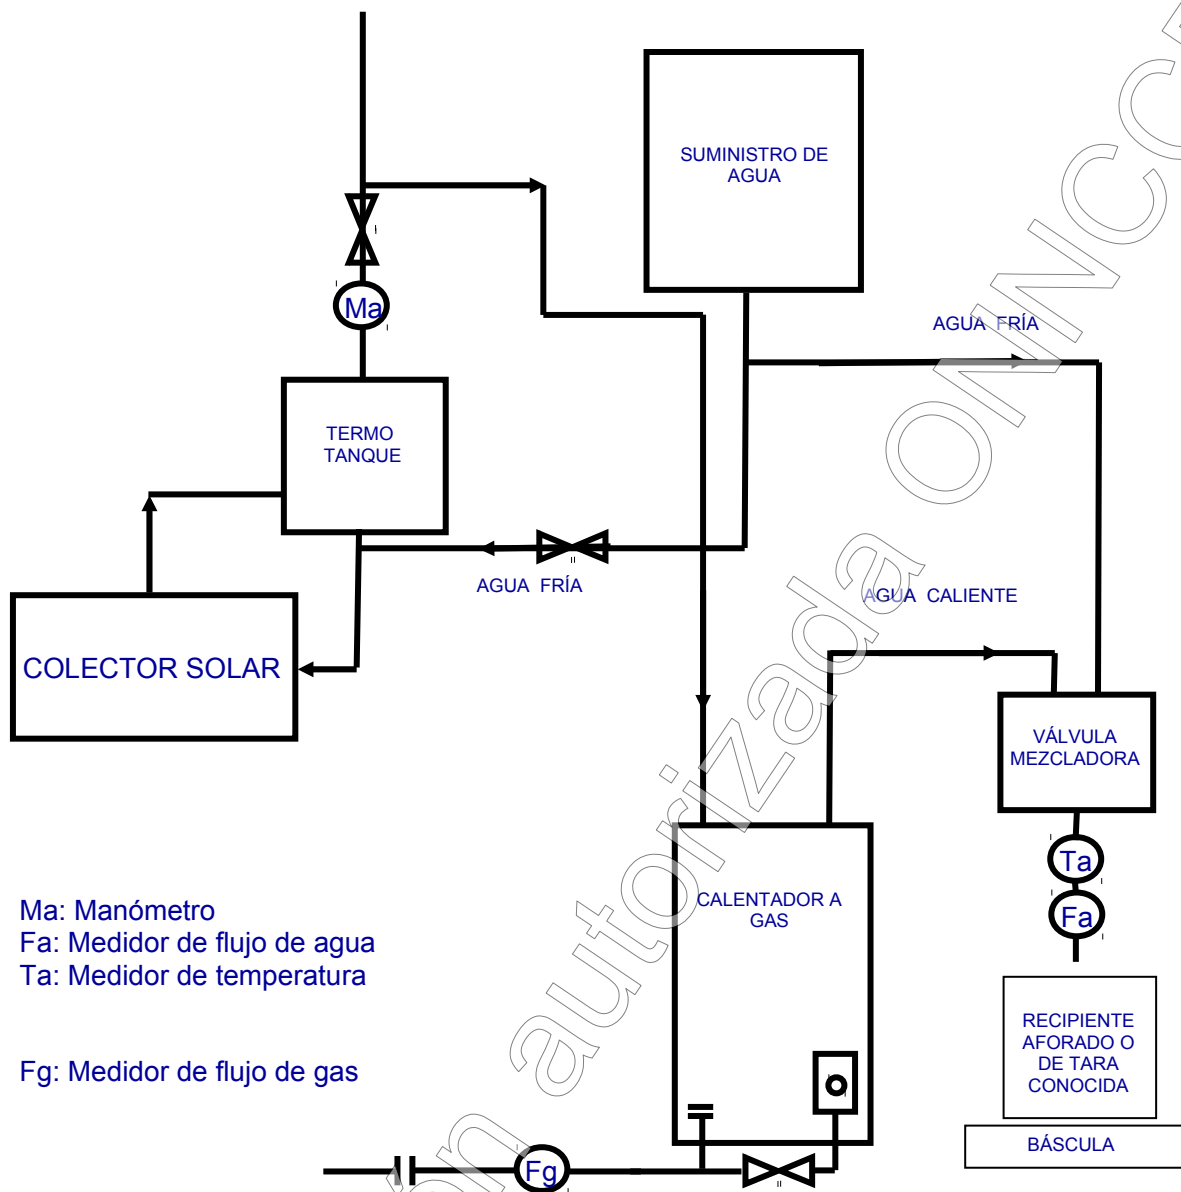 SUMINISTRO DE
AGUA
Ma
AGUA FRÍA
TERMO
TANQUE
AGUA FRÍA
AGUA CALIENTE
COLECTOR SOLAR
VÁLVULA
MEZCLADORA
Ta
Fa
CALENTADOR A
GAS
Ma: Manómetro
Fa: Medidor de flujo de agua
Ta: Medidor de temperatura
Fg: Medidor de flujo de gas
RECIPIENTE
AFORADO O
DE TARA
CONOCIDA
BÁSCULA
Fg
autorizada